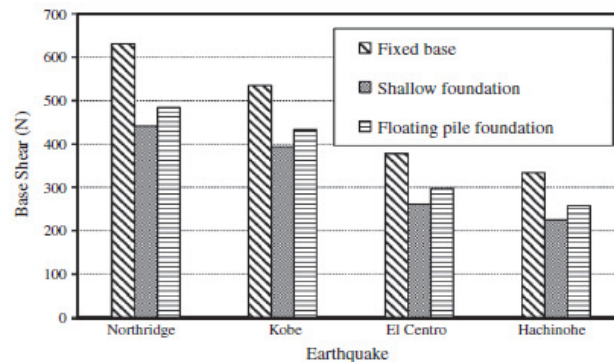 700
600
500
400
300
200
100
0
Base Shear (N)
Fixed base
Shallow foundation
Floating pile foundation
Northridge Kobe El Centro Hachinohe
Earthquake